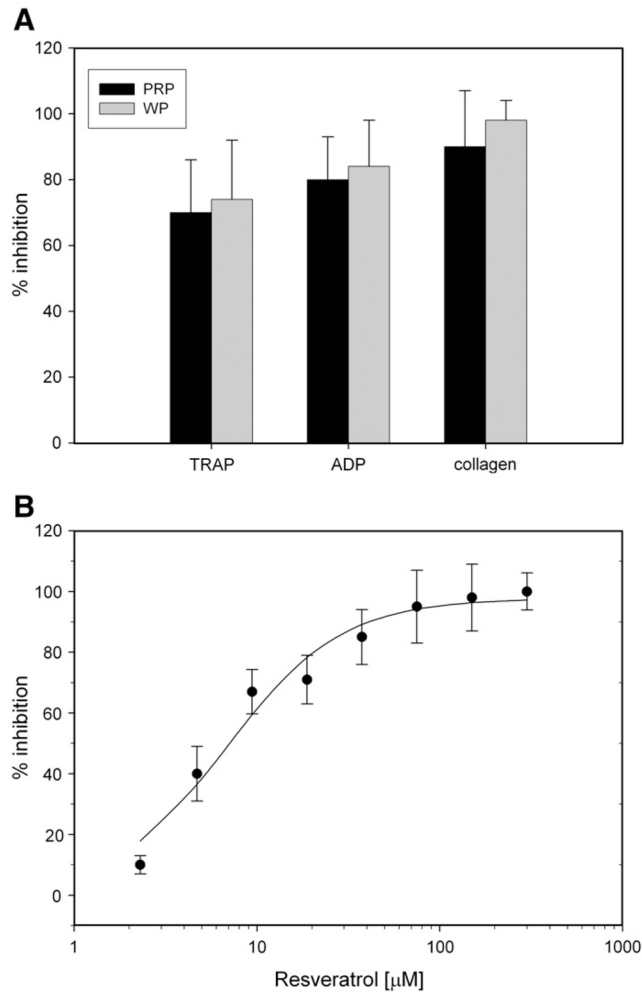 A
120
100
80
60
40
20
0
% inhibition
PRP
WP
TRAP ADP collagen
B
120
100
80
60
40
20
0
% inhibition
1 10 100 1000
Resveratrol [μM]